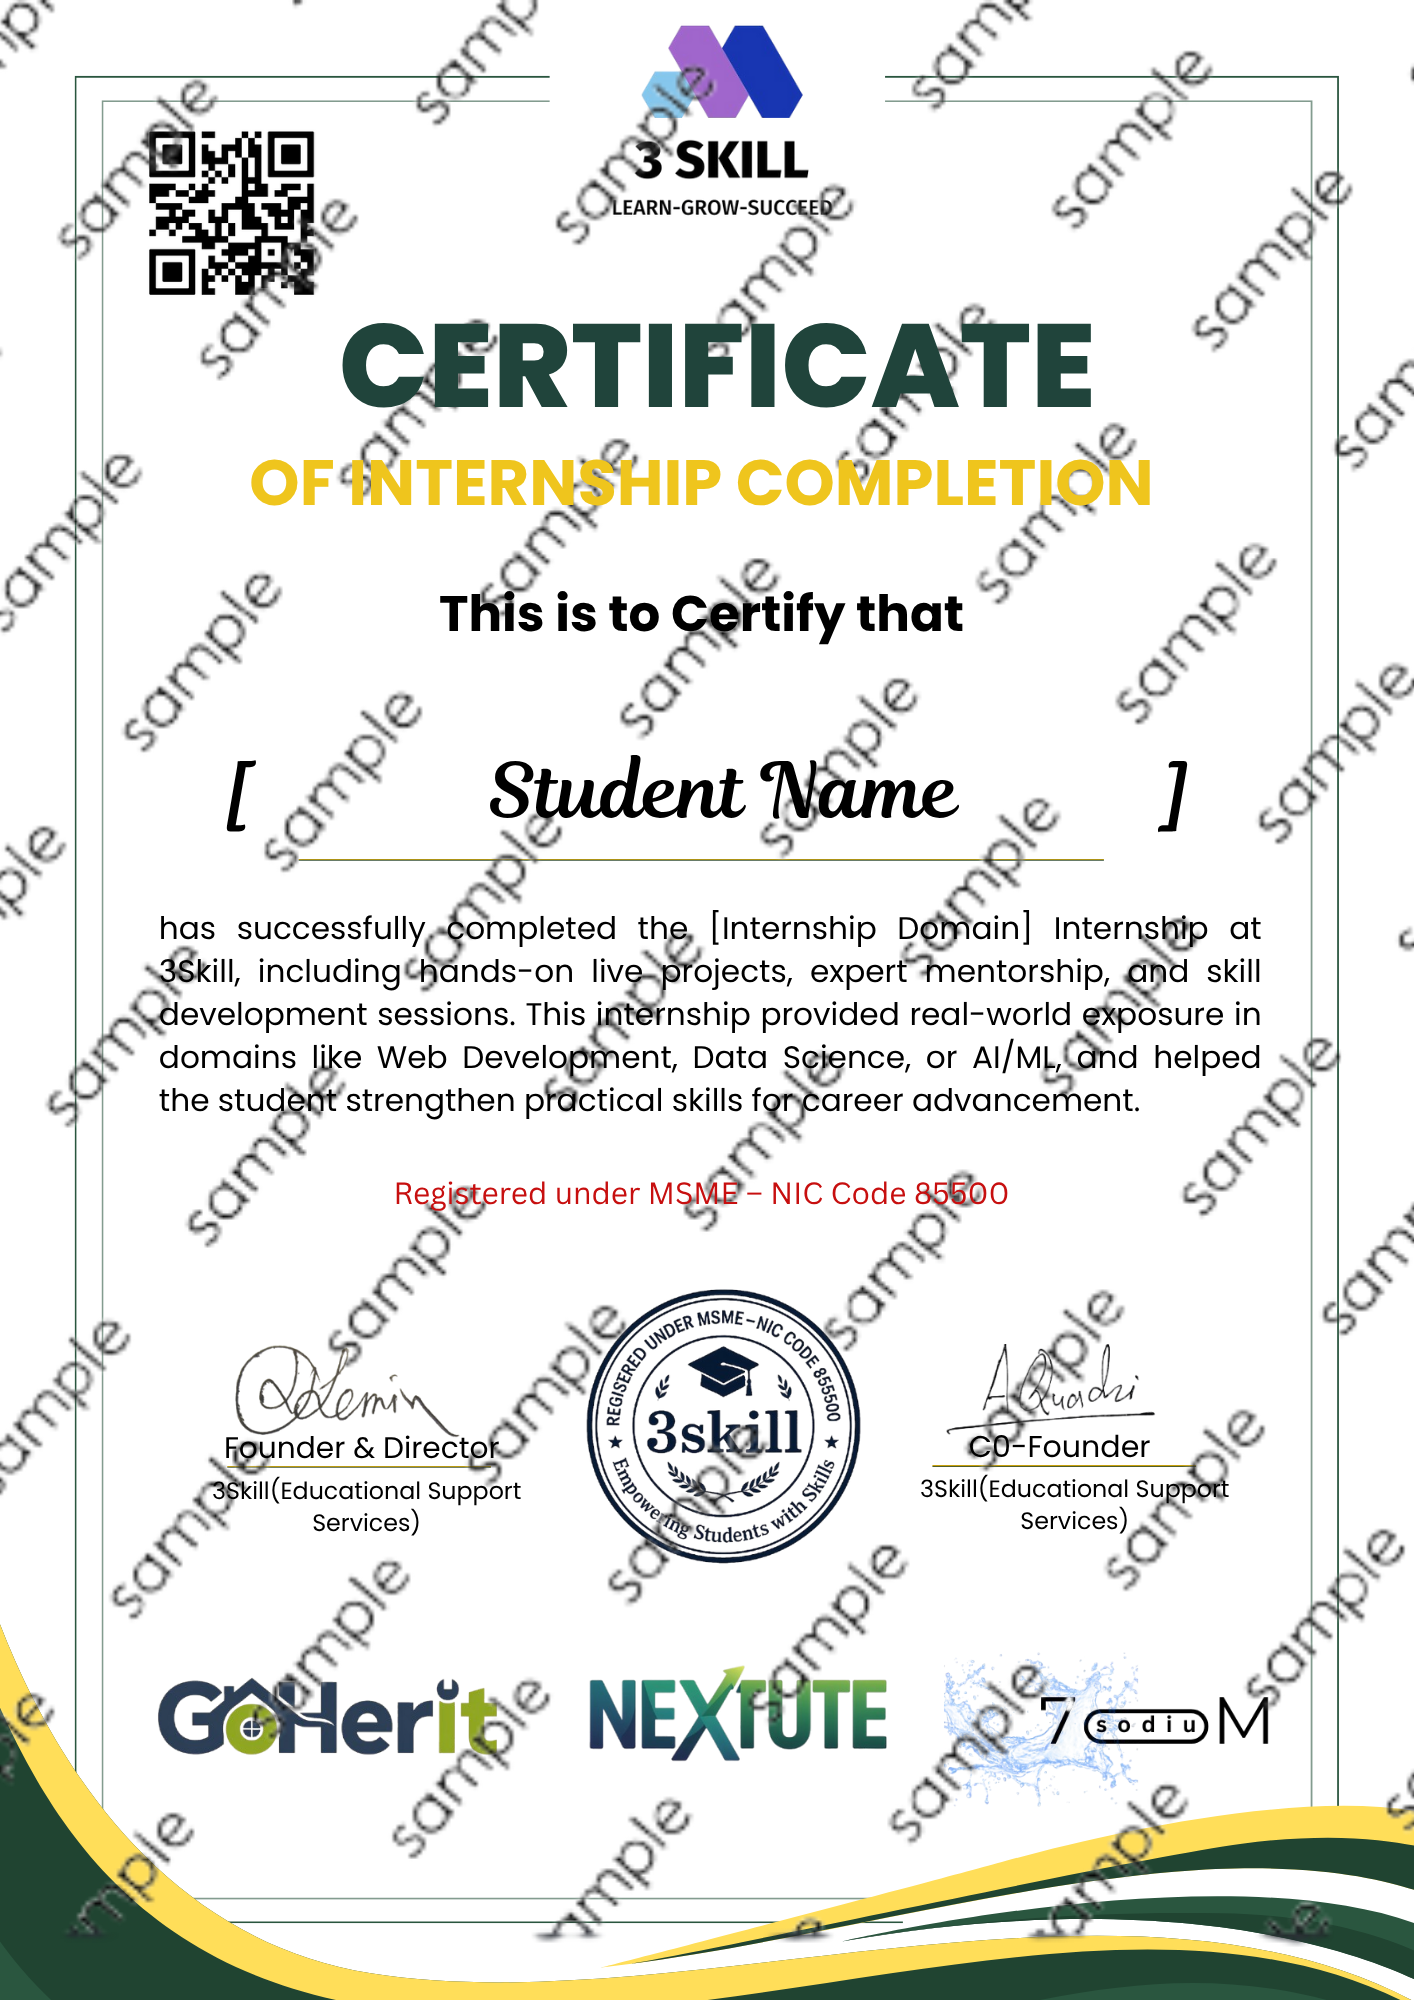 3 SKILL
LEARN-GROW-SUCCEED
CERTIFICATE
OF INTERNSHIP COMPLETION
This is to Certify that
[ Student Name ]
has successfully completed the [Internship Domain] Internship at
3Skill, including hands-on live projects, expert mentorship, and skill
development sessions. This internship provided real-world exposure in
domains like Web Development, Data Science, or AI/ML, and helped
the student strengthen practical skills for career advancement.
Registered under MSME – NIC Code 85500
REGISERED UNDER MSME-NIC CODE 855500
3skill
Empowering Students with Skills
Founder & Director
3Skill(Educational Support
Services)
A Quadri
C0-Founder
3Skill(Educational Support
Services)
GoHerit
NEXTUTE
7 sodiu M
sample